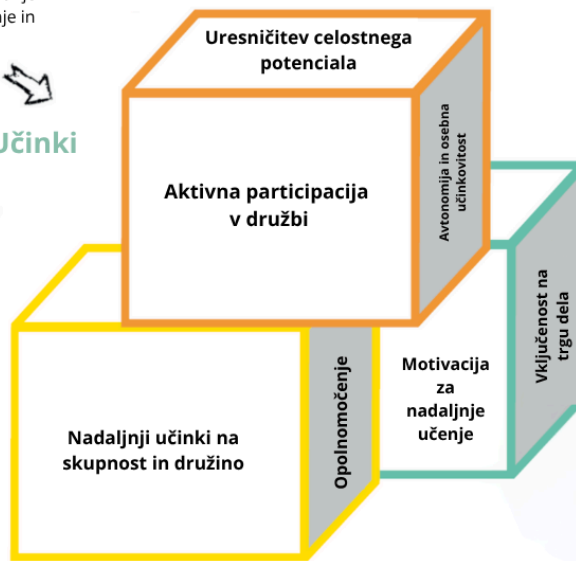 je in
Učinki
Uresničitev celostnega
potenciala
Aktivna participacija
v družbi
Avtonomija in osebna
učinkovitost
Nadaljnji učinki na
skupnost in družino
Opolnomočenje
Motivacija
za
nadaljnje
učenje
Vključenost na
trgu dela